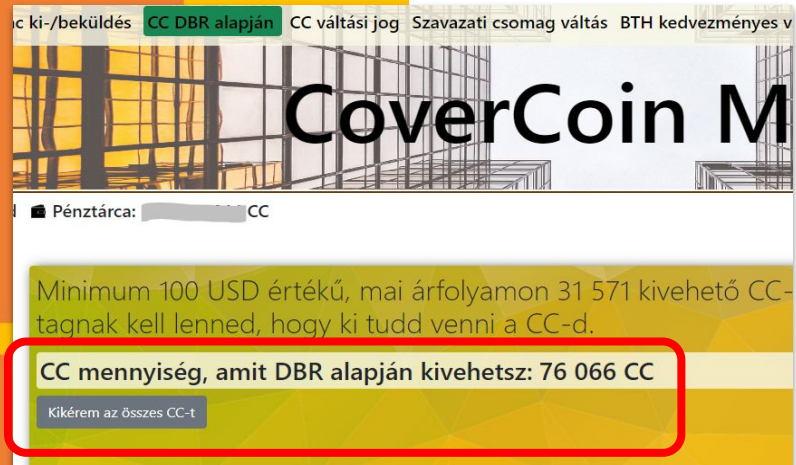 ki-/beküldés CC DBR alapján CC váltási jog Szavazati csomag váltás BTH kedvezményes
CoverCoin M
Pénztárca: CC
Minimum 100 USD értékű, mai árfolyamon 31 571 kivehető CC-
tagnak kell lenned, hogy ki tudd venni a CC-d.
CC mennyiség, amit DBR alapján kivehetsz: 76 066 CC
Kikérem az összes CC-t